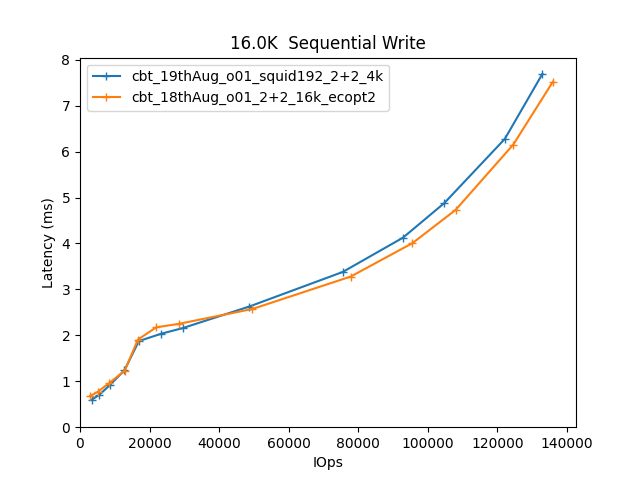 16.0K  Sequential Write
cbt_19thAug_o01_squid192_2+2_4k
cbt_18thAug_o01_2+2_16k_ecopt2
Latency (ms)
8
7
6
5
4
3
2
1
0
0 20000 40000 60000 80000 100000 120000 140000
IOps